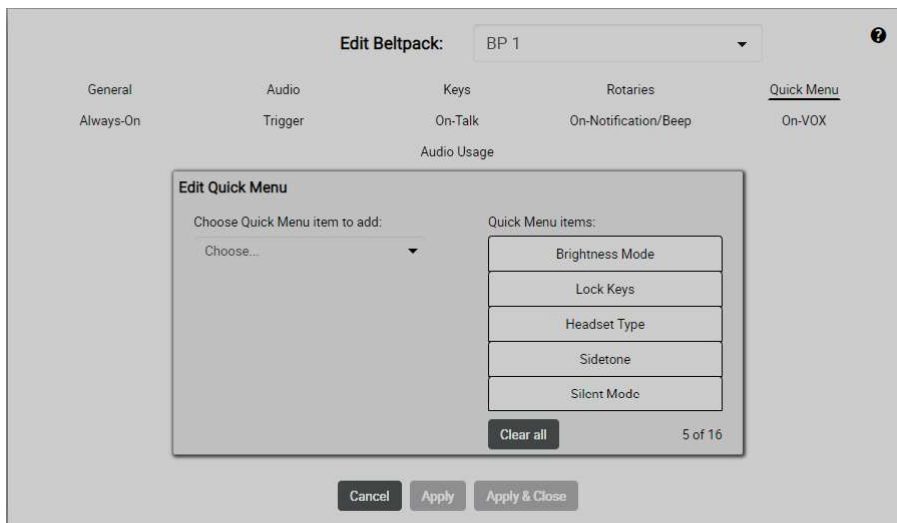 Edit Beltpack: BP 1 ?
General Audio Keys Rotaries Quick Menu
Always-On Trigger On-Talk On-Notification/Beep On-VOX
Audio Usage
Edit Quick Menu
Choose Quick Menu item to add: Quick Menu items:
Choose... Brightness Mode
Lock Keys
Headset Type
Sidetone
Silent Mode
Clear all 5 of 16
Cancel Apply Apply & Close